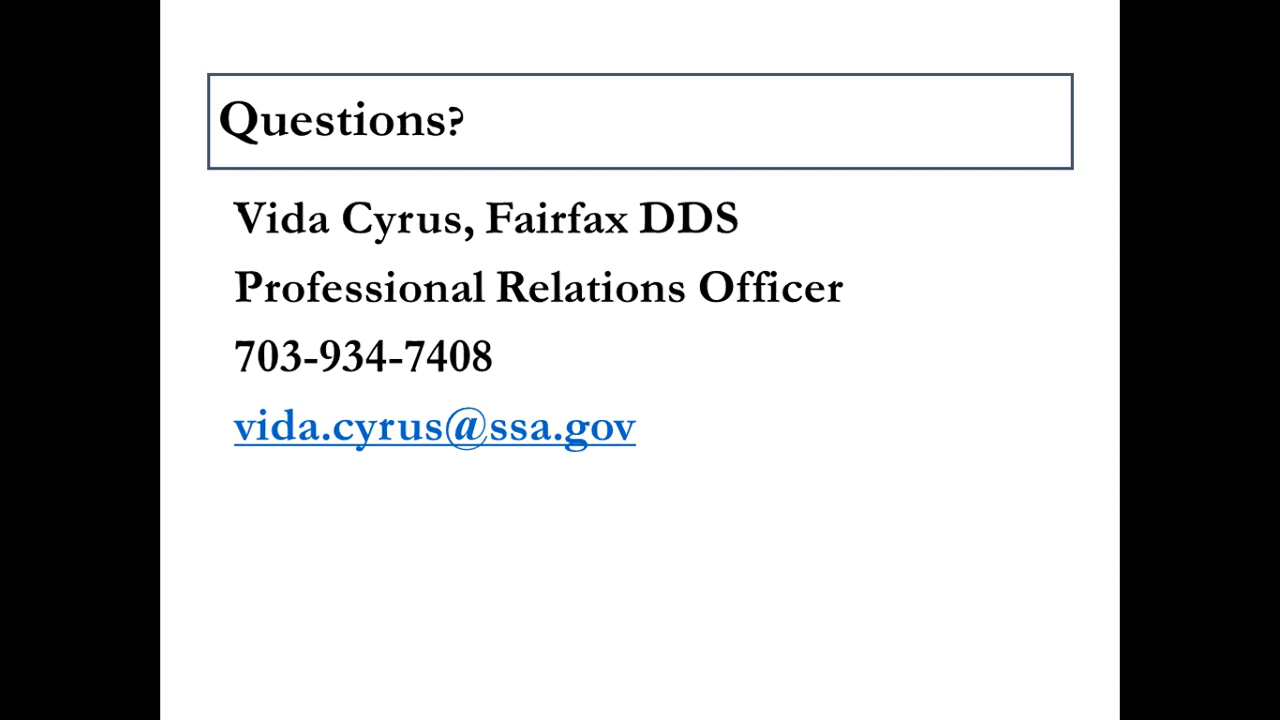 Questions?
Vida Cyrus, Fairfax DDS
Professional Relations Officer
703-934-7408
vida.cyrus@ssa.gov